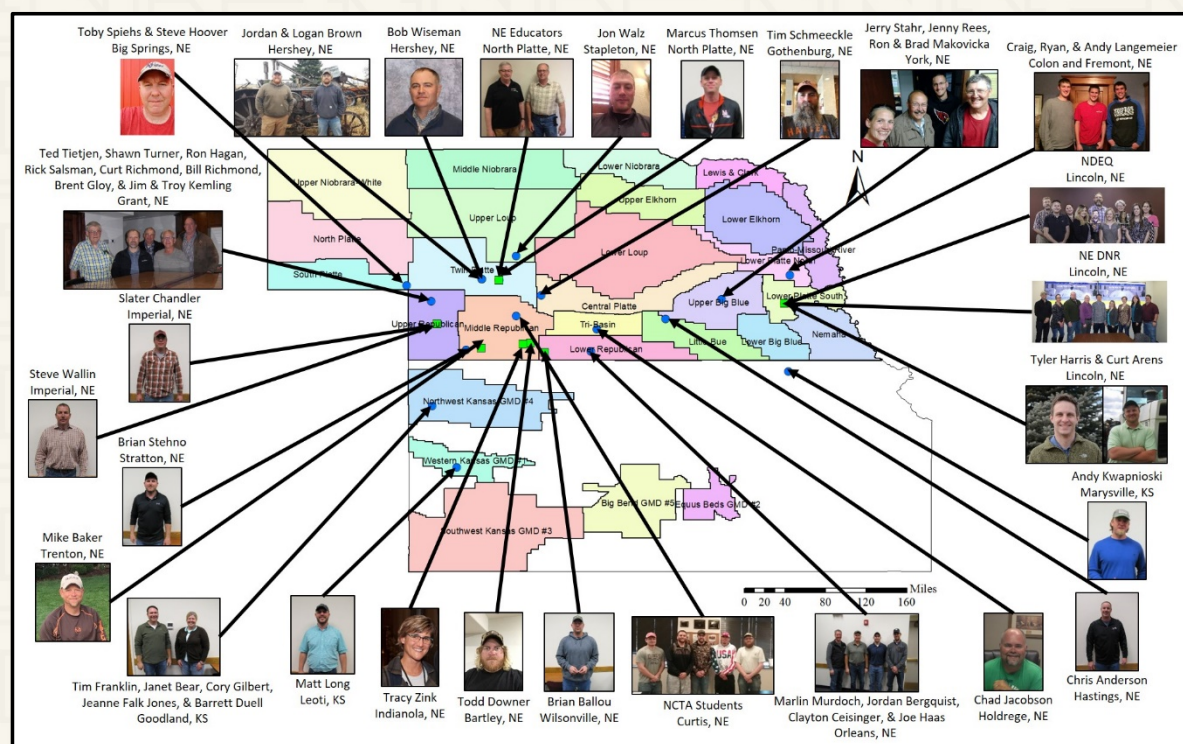 Toby Spiehs & Steve Hoover
Big Springs, NE
Jordan & Logan Brown
Hershey, NE
Bob Wiseman
Hershey, NE
NE Educators
North Platte, NE
Jon Walz
Stapleton, NE
Marcus Thomsen
North Platte, NE
Tim Schmeeckle
Gothenburg, NE
Jerry Stahr, Jenny Rees,
Ron & Brad Makovicka
York, NE
Craig, Ryan, & Andy Langemeier
Colon and Fremont, NE
Ted Tietjen, Shawn Turner, Ron Hagan,
Rick Salsman, Curt Richmond, Bill Richmond,
Brent Gloy, & Jim & Troy Kemling
Grant, NE
NDEQ
Lincoln, NE
NE DNR
Lincoln, NE
Slater Chandler
Imperial, NE
Steve Wallin
Imperial, NE
Tyler Harris & Curt Arens
Lincoln, NE
Brian Stehno
Stratton, NE
Andy Kwapnioski
Marysville, KS
Mike Baker
Trenton, NE
N
Upper Niobrara-White
Middle Niobrara
Lower Niobrara
Lewis & Clark
Upper Elkhorn
Lower Elkhorn
Upper Loup
North Platte
Lower Loup
Papio-Missouri River
Lower Platte North
South Platte
Twin Platte
Central Platte
Upper Big Blue
Lower Platte South
Upper Republican
Middle Republican
Tri-Basin
Nemaha
Lower Republican
Little Bue
Lower Big Blue
Northwest Kansas GMD #4
Western Kansas GMD #1
Big Bend GMD #5
Equus Beds GMD #2
Southwest Kansas GMD #3
Miles
0 20 40 80 120 160
Tim Franklin, Janet Bear, Cory Gilbert,
Jeanne Falk Jones, & Barrett Duell
Goodland, KS
Matt Long
Leoti, KS
Tracy Zink
Indianola, NE
Todd Downer
Bartley, NE
Brian Ballou
Wilsonville, NE
USA
NCTA Students
Curtis, NE
Marlin Murdoch, Jordan Bergquist,
Clayton Ceisinger, & Joe Haas
Orleans, NE
Chad Jacobson
Holdrege, NE
Chris Anderson
Hastings, NE